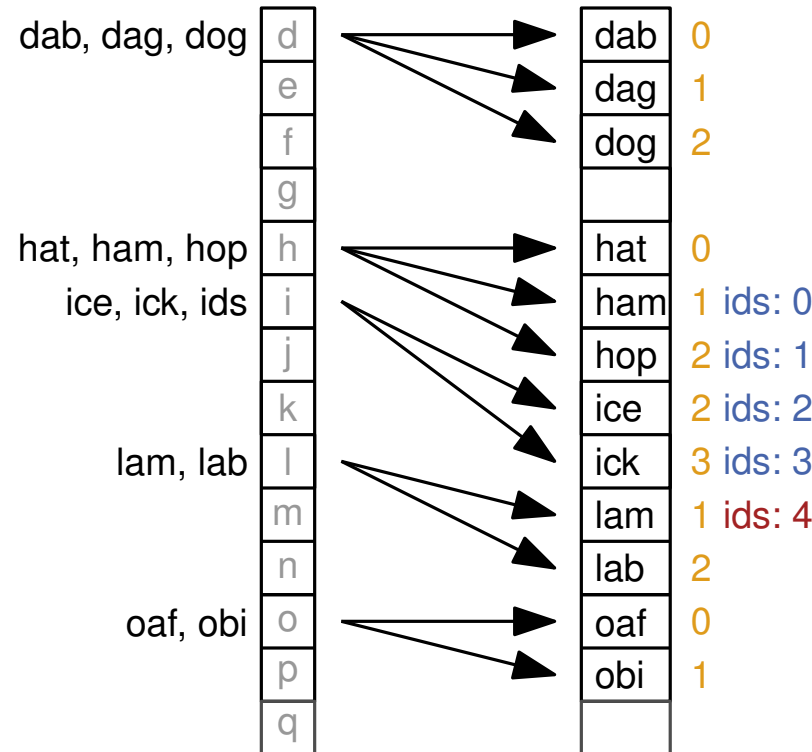 dab, dag, dog d dab 0
e dag 1
f dog 2
g
hat, ham, hop h hat 0
ice, ick, ids i ham 1 ids: 0
j hop 2 ids: 1
k ice 2 ids: 2
lam, lab l ick 3 ids: 3
m lam 1 ids: 4
n lab 2
oaf, obi o oaf 0
p obi 1
q